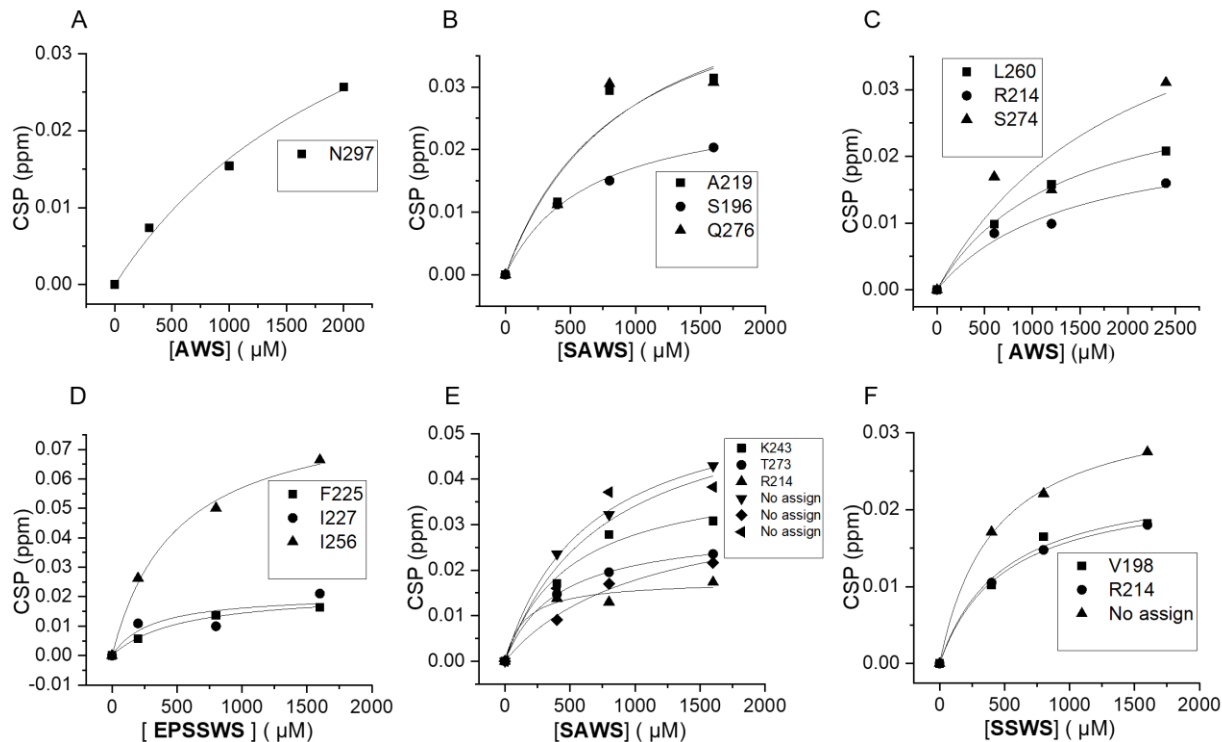 A
CSP (ppm)
0.03
0.02
0.01
0.00
N297
0 500 1000 1500 2000
[AWS] ( µM)
B
CSP (ppm)
0.03
0.02
0.01
0.00
A219
S196
Q276
0 500 1000 1500 2000
[SAWS] ( µM)
C
CSP (ppm)
0.03
0.02
0.01
0.00
L260
R214
S274
0 500 1000 1500 2000 2500
[ AWS] (µM)
D
CSP (ppm)
0.07
0.06
0.05
0.04
0.03
0.02
0.01
0.00
-0.01
F225
I227
I256
0 500 1000 1500 2000
[ EPSSWS ] ( µM)
E
CSP (ppm)
0.05
0.04
0.03
0.02
0.01
0.00
K243
T273
R214
No assign
No assign
No assign
0 500 1000 1500 2000
[SAWS] ( µM)
F
CSP (ppm)
0.03
0.02
0.01
0.00
V198
R214
No assign
0 500 1000 1500 2000
[SSWS] ( µM)